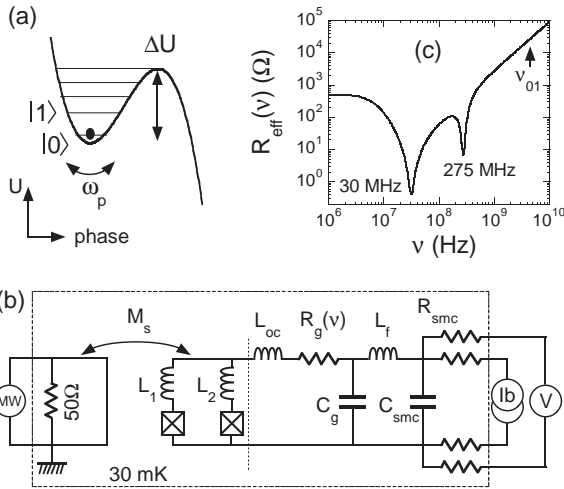 (a)
ΔU
|1⟩
|0⟩
ω_p
U
phase
(c)
R_eff(ν) (Ω)
10^5
10^4
10^3
10^2
10^1
10^0
ν_01
30 MHz
275 MHz
10^6 10^7 10^8 10^9 10^10
ν (Hz)
(b)
M_s
L_oc R_g(ν) L_f R_smc
MW
50Ω
L_1 L_2
C_g C_smc
Ib
V
30 mK